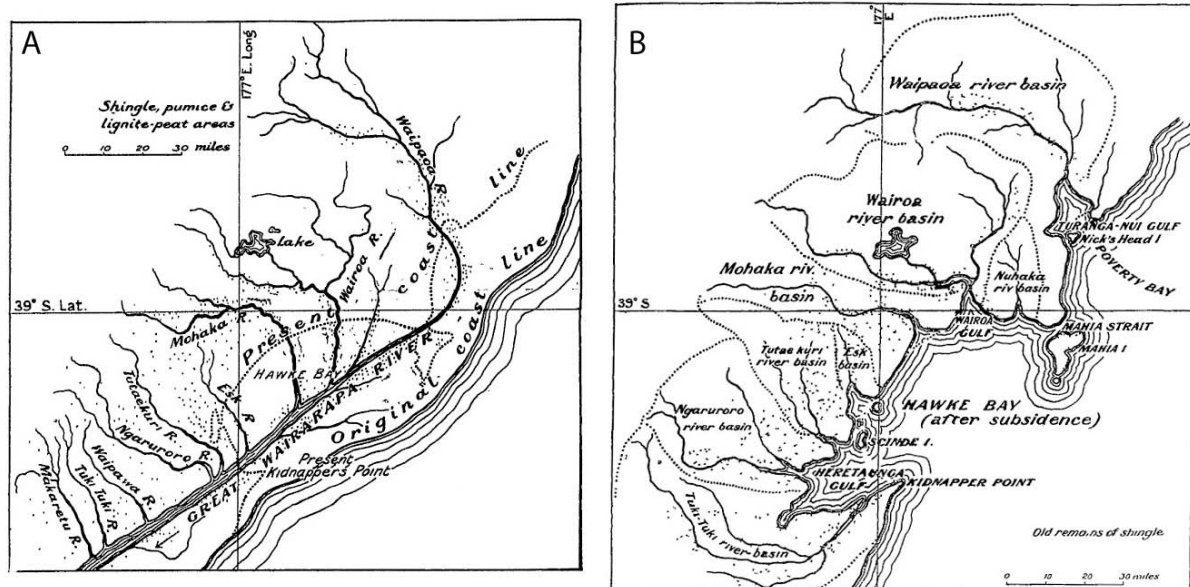 A
177° E. Long
Shingle, pumice &
lignite-peat areas
0 10 20 30 miles
Waipaoa R.
line
Lake
Wairoa R.
coast
line
39° S. Lat.
Mohaka R.
Present
HAWKE BAY
Tutaekuri R.
Esk R.
Ngaruroro R.
Waipawa R.
Tuki Tuki R.
Makaretu R.
GREAT WAIRARAPA RIVER
Original coast
Present
Kidnappers Point
B
177°
E
Waipaoa river basin
Wairoa
river basin
TURANGA-NUI GULF
Nick's Head I
POVERTY BAY
Nuhaka
riv basin
Mohaka riv.
basin
39° S
WAIROA
GULF
MAHIA STRAIT
MAHIA I
Tutaekuri
river basin
Esk
basin
Ngaruroro
river basin
HAWKE BAY
(after subsidence)
SCINDE I.
HERETAUNGA
GULF
KIDNAPPER POINT
Tuki-Tuki
river-basin
Old remains of shingle
0 10 20 30 miles